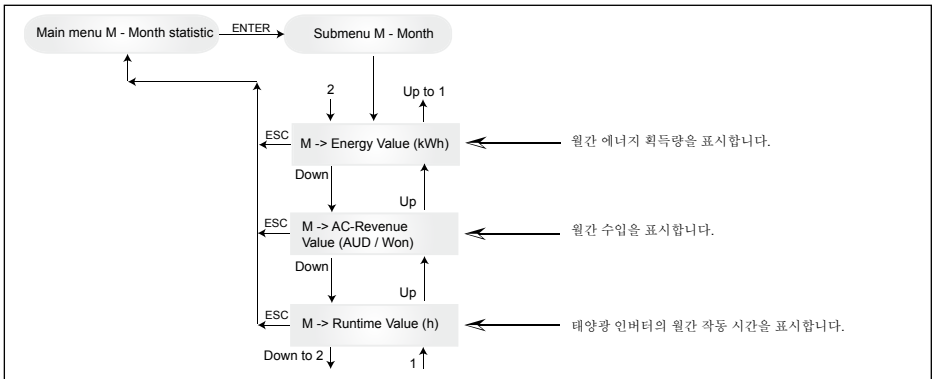 Main menu M - Month statistic
ENTER
Submenu M - Month
2
Up to 1
ESC
M -> Energy Value (kWh)
월간 에너지 획득량을 표시합니다.
Down
Up
ESC
M -> AC-Revenue
Value (AUD / Won)
월간 수입을 표시합니다.
Down
Up
ESC
M -> Runtime Value (h)
태양광 인버터의 월간 작동 시간을 표시합니다.
Down to 2
1